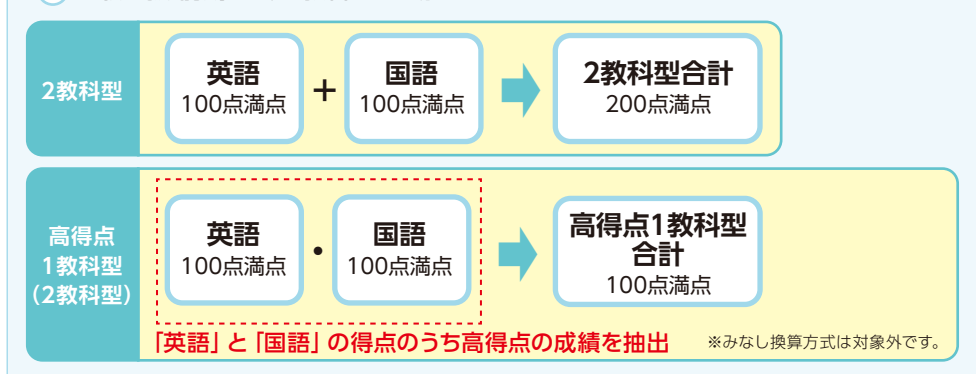 2教科型
英語
100点満点
+
国語
100点満点
2教科型合計
200点満点
高得点
1教科型
(2教科型)
英語
100点満点
・
国語
100点満点
高得点1教科型
合計
100点満点
「英語」と「国語」の得点のうち高得点の成績を抽出
※みなし換算方式は対象外です。